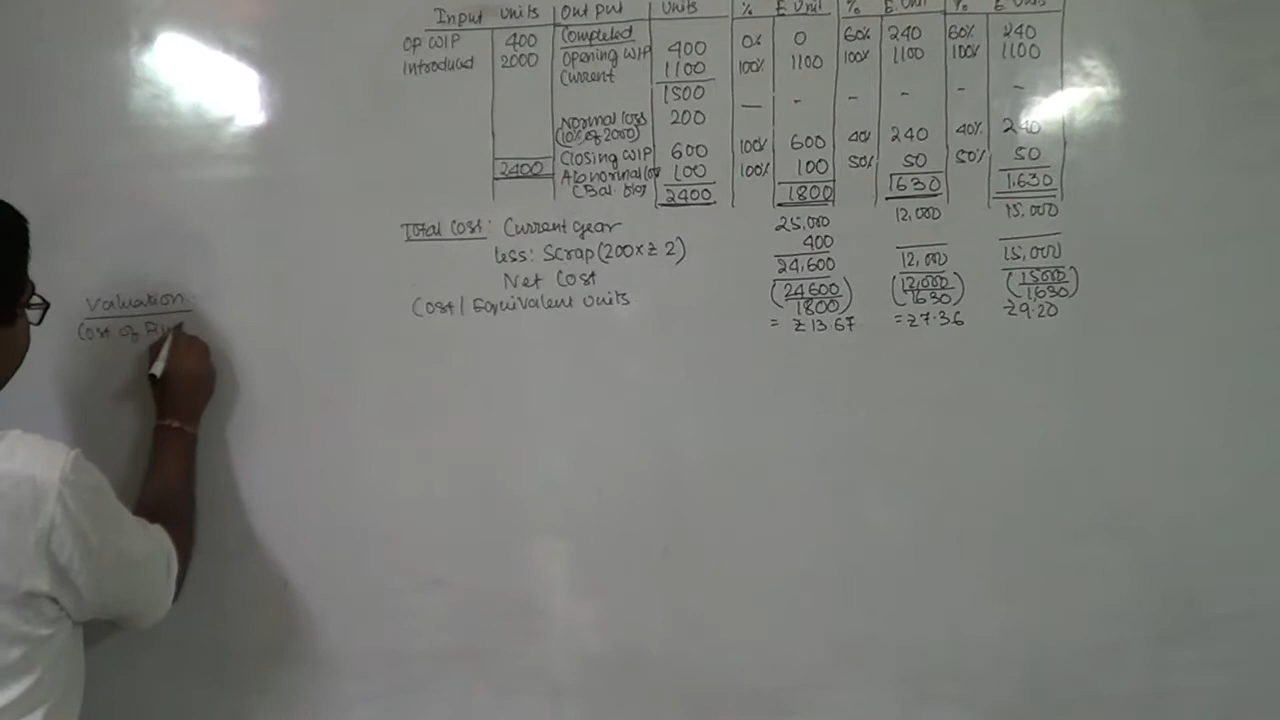 Input Units Output Units % E Unit % E. Unit % E Units
OP WIP 400 Completed
Opening WIP 400 0% 0 60% 240 60% 240
Introduced 2000 Current 1100 100% 1100 100% 1100 100% 1100
1500
Normal loss 200 — - - - - -
(10% of 2000)
Closing WIP 600 100% 600 40% 240 40% 240
2400 Abnormal loss 100 100% 100 50% 50 50% 50
(Bal fig) 2400 1800 1630 1,630
Total Cost: Current year 25,000 12,000 15,000
less: Scrap (200 x ₹ 2) 400 — —
Net Cost 24,600 12,000 15,000
Cost / Equivalent Units (24600/1800) (12,000/1630) (15000/1,630)
= ₹13.67 = ₹7.36 ₹9.20
Valuation:
Cost of